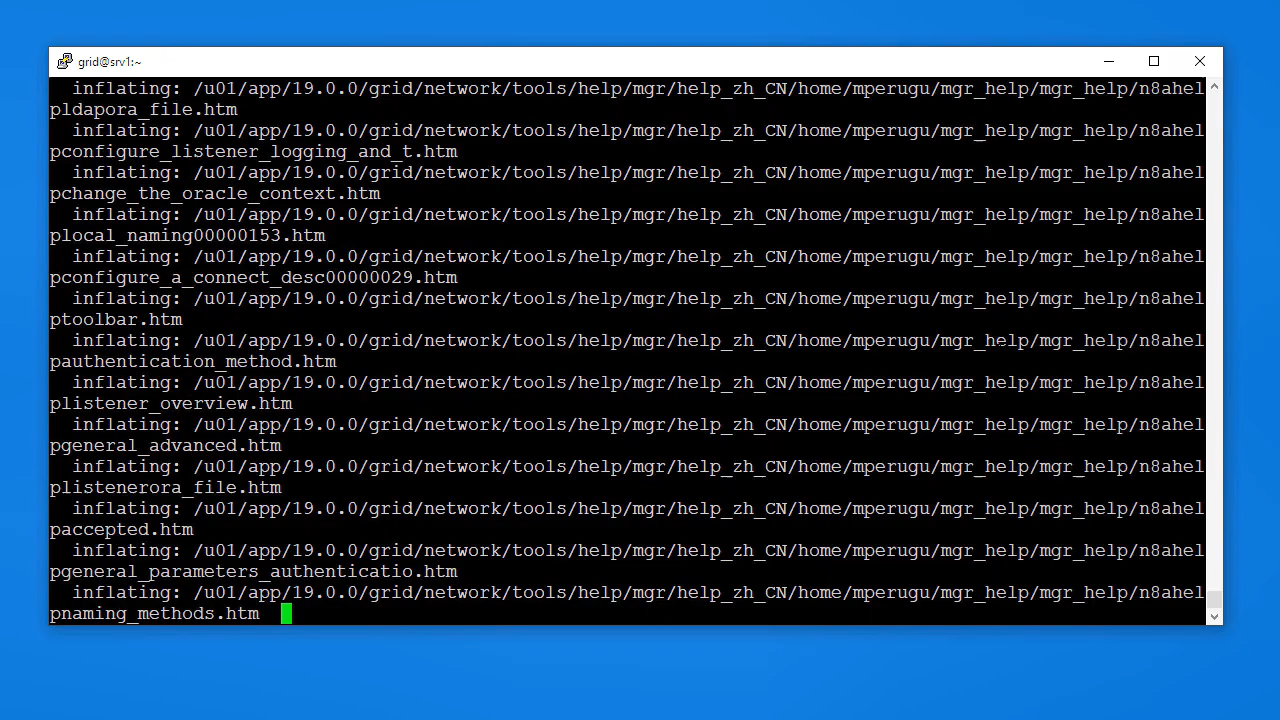 grid@srv1:~
inflating: /u01/app/19.0.0/grid/network/tools/help/mgr/help_zh_CN/home/mperugu/mgr_help/mgr_help/n8ahel
pldapora_file.htm
inflating: /u01/app/19.0.0/grid/network/tools/help/mgr/help_zh_CN/home/mperugu/mgr_help/mgr_help/n8ahel
pconfigure_listener_logging_and_t.htm
inflating: /u01/app/19.0.0/grid/network/tools/help/mgr/help_zh_CN/home/mperugu/mgr_help/mgr_help/n8ahel
pchange_the_oracle_context.htm
inflating: /u01/app/19.0.0/grid/network/tools/help/mgr/help_zh_CN/home/mperugu/mgr_help/mgr_help/n8ahel
plocal_naming00000153.htm
inflating: /u01/app/19.0.0/grid/network/tools/help/mgr/help_zh_CN/home/mperugu/mgr_help/mgr_help/n8ahel
pconfigure_a_connect_desc00000029.htm
inflating: /u01/app/19.0.0/grid/network/tools/help/mgr/help_zh_CN/home/mperugu/mgr_help/mgr_help/n8ahel
ptoolbar.htm
inflating: /u01/app/19.0.0/grid/network/tools/help/mgr/help_zh_CN/home/mperugu/mgr_help/mgr_help/n8ahel
pauthentication_method.htm
inflating: /u01/app/19.0.0/grid/network/tools/help/mgr/help_zh_CN/home/mperugu/mgr_help/mgr_help/n8ahel
plistener_overview.htm
inflating: /u01/app/19.0.0/grid/network/tools/help/mgr/help_zh_CN/home/mperugu/mgr_help/mgr_help/n8ahel
pgeneral_advanced.htm
inflating: /u01/app/19.0.0/grid/network/tools/help/mgr/help_zh_CN/home/mperugu/mgr_help/mgr_help/n8ahel
plistenerora_file.htm
inflating: /u01/app/19.0.0/grid/network/tools/help/mgr/help_zh_CN/home/mperugu/mgr_help/mgr_help/n8ahel
paccepted.htm
inflating: /u01/app/19.0.0/grid/network/tools/help/mgr/help_zh_CN/home/mperugu/mgr_help/mgr_help/n8ahel
pgeneral_parameters_authenticatio.htm
inflating: /u01/app/19.0.0/grid/network/tools/help/mgr/help_zh_CN/home/mperugu/mgr_help/mgr_help/n8ahel
pnaming_methods.htm